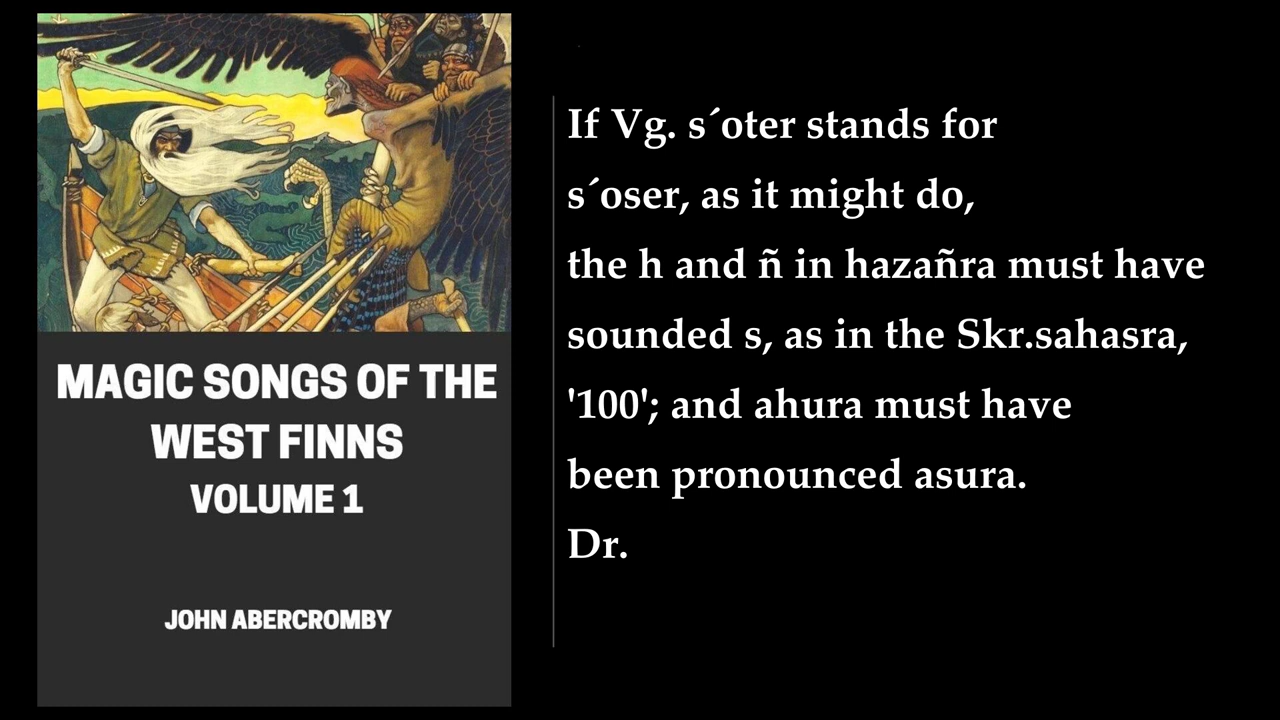 MAGIC SONGS OF THE
WEST FINNS
VOLUME 1
JOHN ABERCROMBY
If Vg. s´oter stands for
s´oser, as it might do,
the h and ñ in hazañra must have
sounded s, as in the Skr.sahasra,
'100'; and ahura must have
been pronounced asura.
Dr.